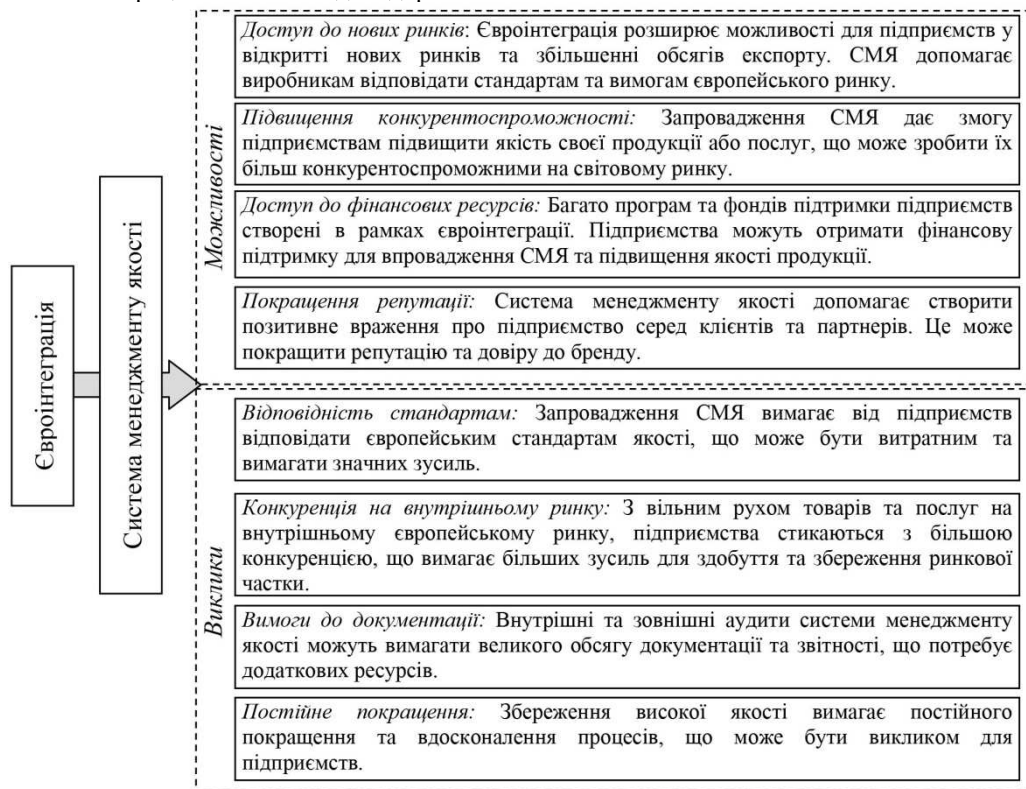 Євроінтеграція
Система менеджменту якості
Можливості
Доступ до нових ринків: Євроінтеграція розширює можливості для підприємств у
відкритті нових ринків та збільшенні обсягів експорту. СМЯ допомагає
виробникам відповідати стандартам та вимогам європейського ринку.
Підвищення конкурентоспроможності: Запровадження СМЯ дає змогу
підприємствам підвищити якість своєї продукції або послуг, що може зробити їх
більш конкурентоспроможними на світовому ринку.
Доступ до фінансових ресурсів: Багато програм та фондів підтримки підприємств
створені в рамках євроінтеграції. Підприємства можуть отримати фінансову
підтримку для впровадження СМЯ та підвищення якості продукції.
Покращення репутації: Система менеджменту якості допомагає створити
позитивне враження про підприємство серед клієнтів та партнерів. Це може
покращити репутацію та довіру до бренду.
Виклики
Відповідність стандартам: Запровадження СМЯ вимагає від підприємств
відповідати європейським стандартам якості, що може бути витратним та
вимагати значних зусиль.
Конкуренція на внутрішньому ринку: З вільним рухом товарів та послуг на
внутрішньому європейському ринку, підприємства стикаються з більшою
конкуренцією, що вимагає більших зусиль для здобуття та збереження ринкової
частки.
Вимоги до документації: Внутрішні та зовнішні аудити системи менеджменту
якості можуть вимагати великого обсягу документації та звітності, що потребує
додаткових ресурсів.
Постійне покращення: Збереження високої якості вимагає постійного
покращення та вдосконалення процесів, що може бути викликом для
підприємств.